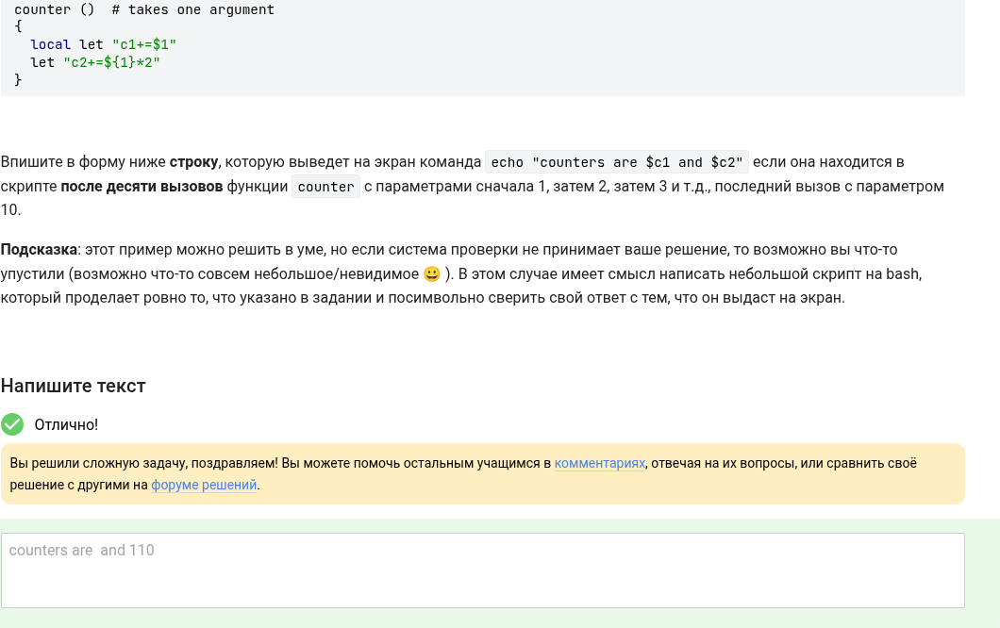 counter ()  # takes one argument
{
  local let "c1+=$1"
  let "c2+=${1}*2"
}
Впишите в форму ниже строку, которую выведет на экран команда echo "counters are $c1 and $c2" если она находится в
скрипте после десяти вызовов функции counter с параметрами сначала 1, затем 2, затем 3 и т.д., последний вызов с параметром
10.
Подсказка: этот пример можно решить в уме, но если система проверки не принимает ваше решение, то возможно вы что-то
упустили (возможно что-то совсем небольшое/невидимое 😀 ). В этом случае имеет смысл написать небольшой скрипт на bash,
который проделает ровно то, что указано в задании и посимвольно сверить свой ответ с тем, что он выдаст на экран.
Напишите текст
Отлично!
Вы решили сложную задачу, поздравляем! Вы можете помочь остальным учащимся в комментариях, отвечая на их вопросы, или сравнить своё
решение с другими на форуме решений.
counters are  and 110